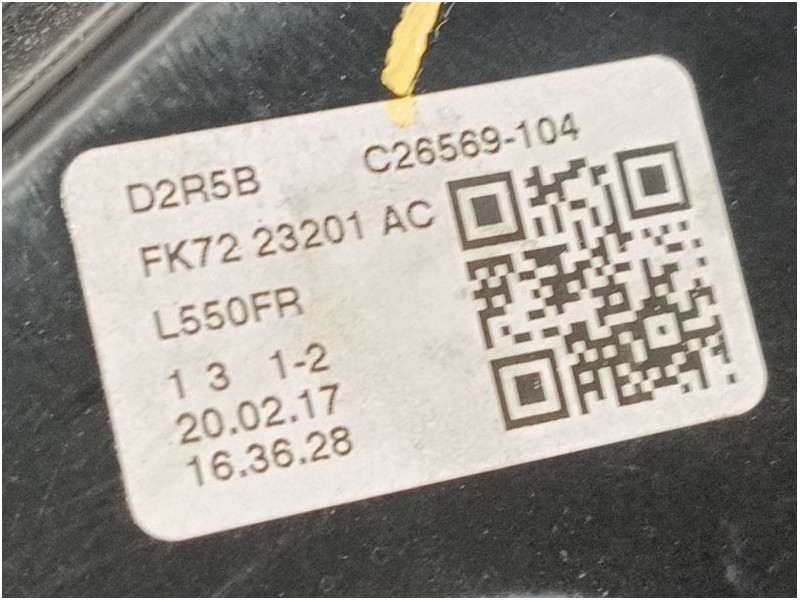 D2R5B C26569-104
FK72 23201 AC
L550FR
1 3 1-2
20.02.17
16.36.28